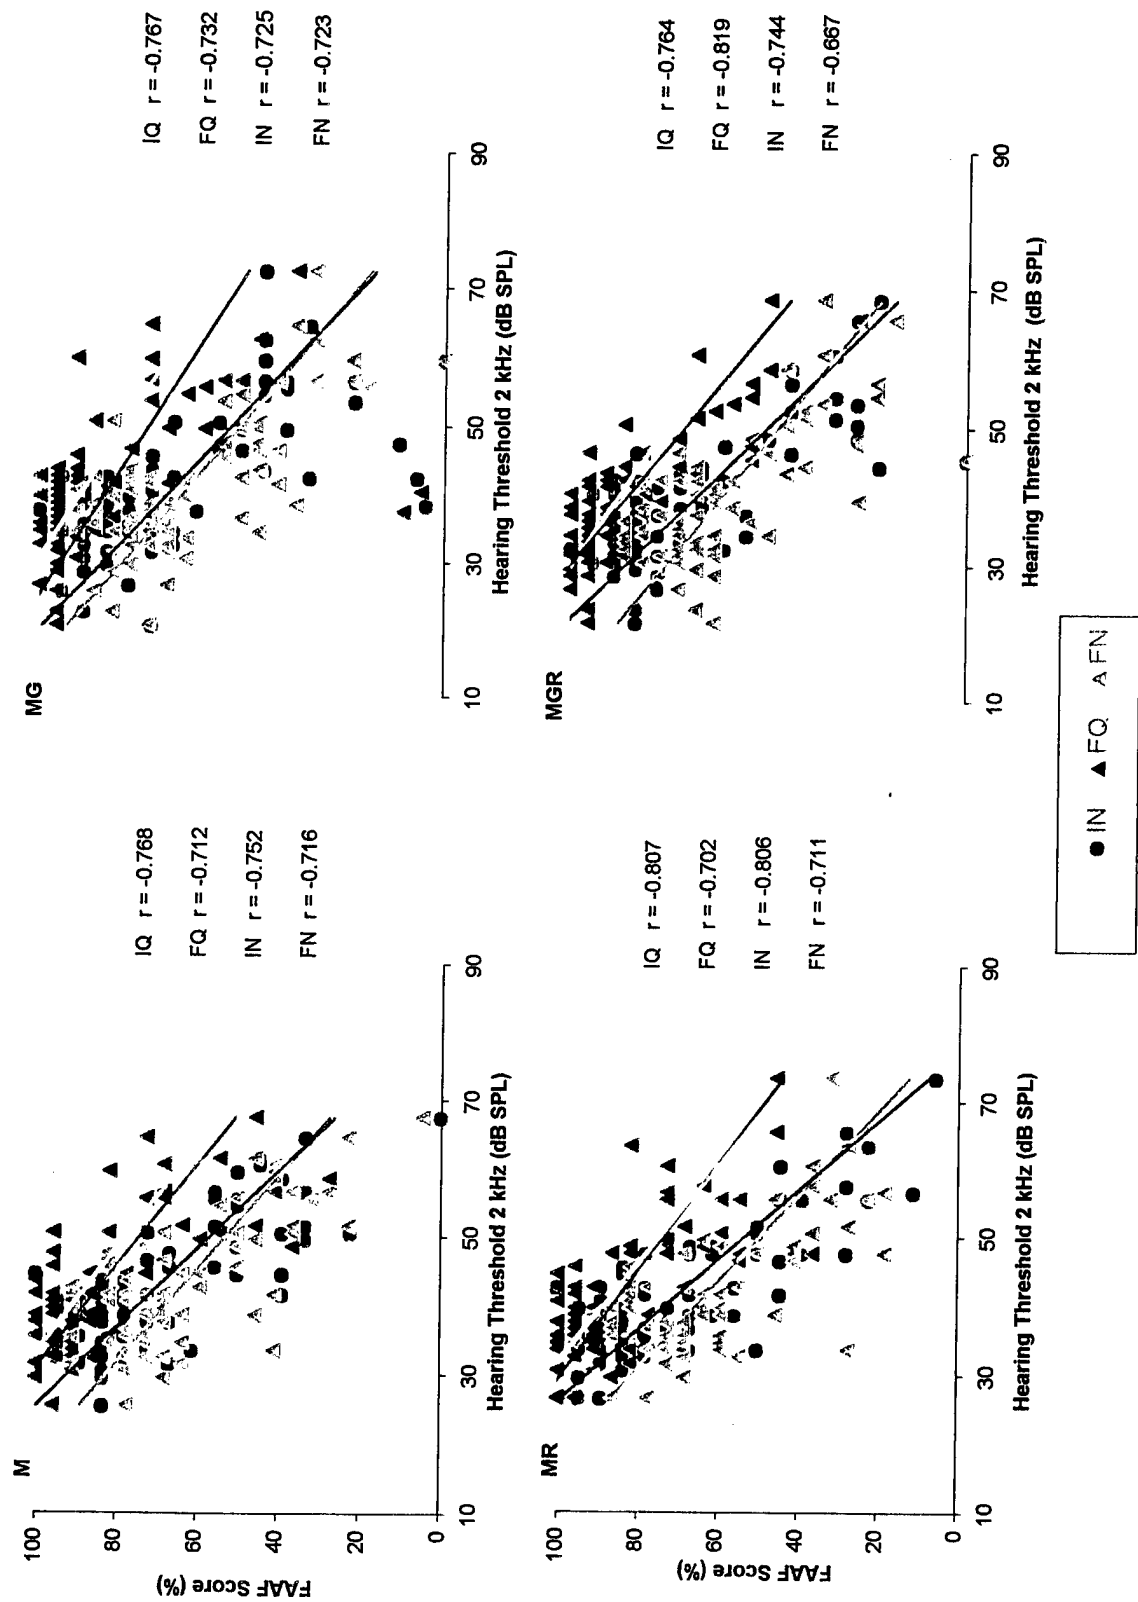 M
100
80
60
40
20
0
FAAF Score (%)
10
30
50
70
90
Hearing Threshold 2 kHz (dB SPL)
IQ r = -0.768
FQ r = -0.712
IN r = -0.752
FN r = -0.716
MG
10
30
50
70
90
Hearing Threshold 2 kHz (dB SPL)
IQ r = -0.767
FQ r = -0.732
IN r = -0.725
FN r = -0.723
MR
100
80
60
40
20
0
FAAF Score (%)
10
30
50
70
90
Hearing Threshold 2 kHz (dB SPL)
IQ r = -0.807
FQ r = -0.702
IN r = -0.806
FN r = -0.711
MGR
10
30
50
70
90
Hearing Threshold 2 kHz (dB SPL)
IQ r = -0.764
FQ r = -0.819
IN r = -0.744
FN r = -0.667
IN FQ FN